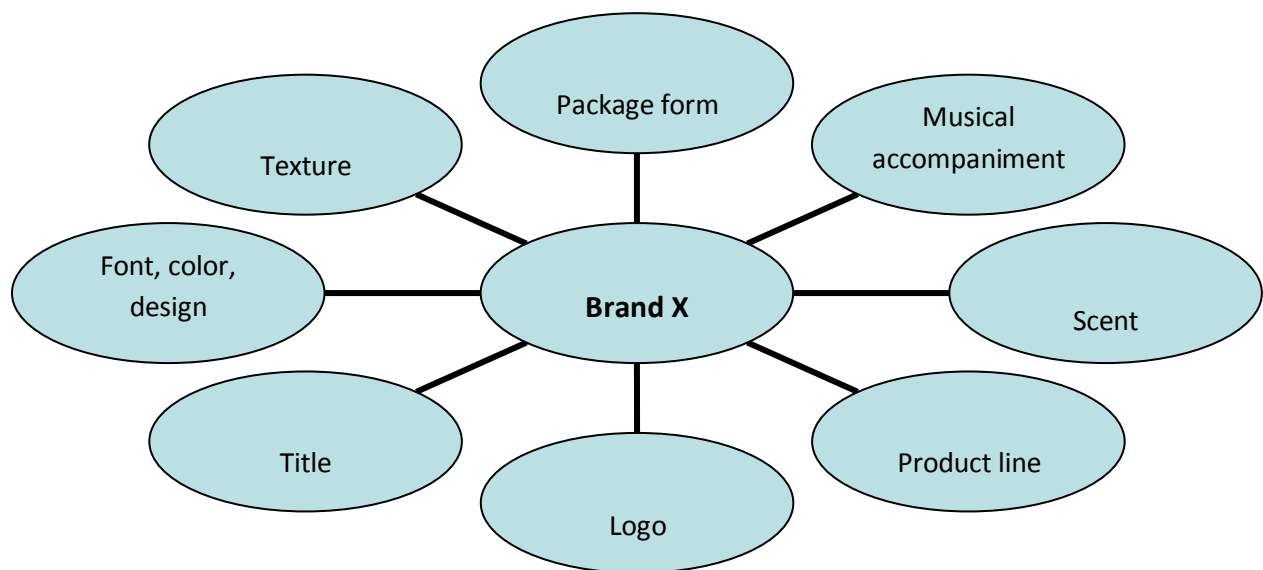 Package form
Musical
accompaniment
Texture
Font, color,
design
Brand X
Scent
Title
Product line
Logo